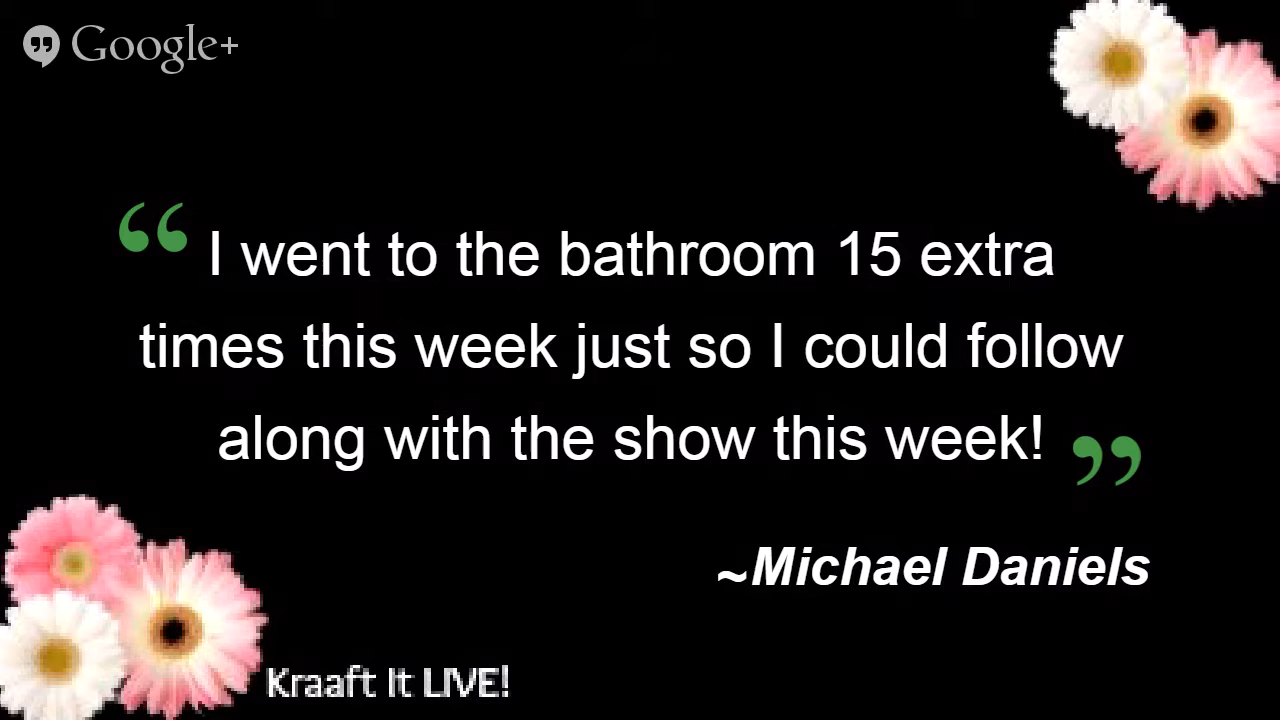 Google+
“ I went to the bathroom 15 extra
times this week just so I could follow
along with the show this week! ”
~Michael Daniels
Kraaft It LIVE!